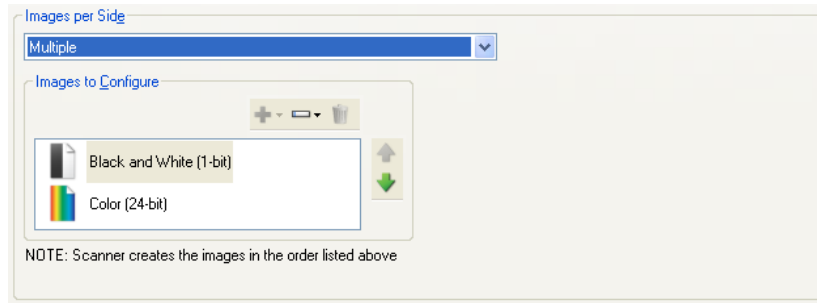 Images per Side
Multiple
Images to Configure
Black and White (1-bit)
Color (24-bit)
NOTE: Scanner creates the images in the order listed above